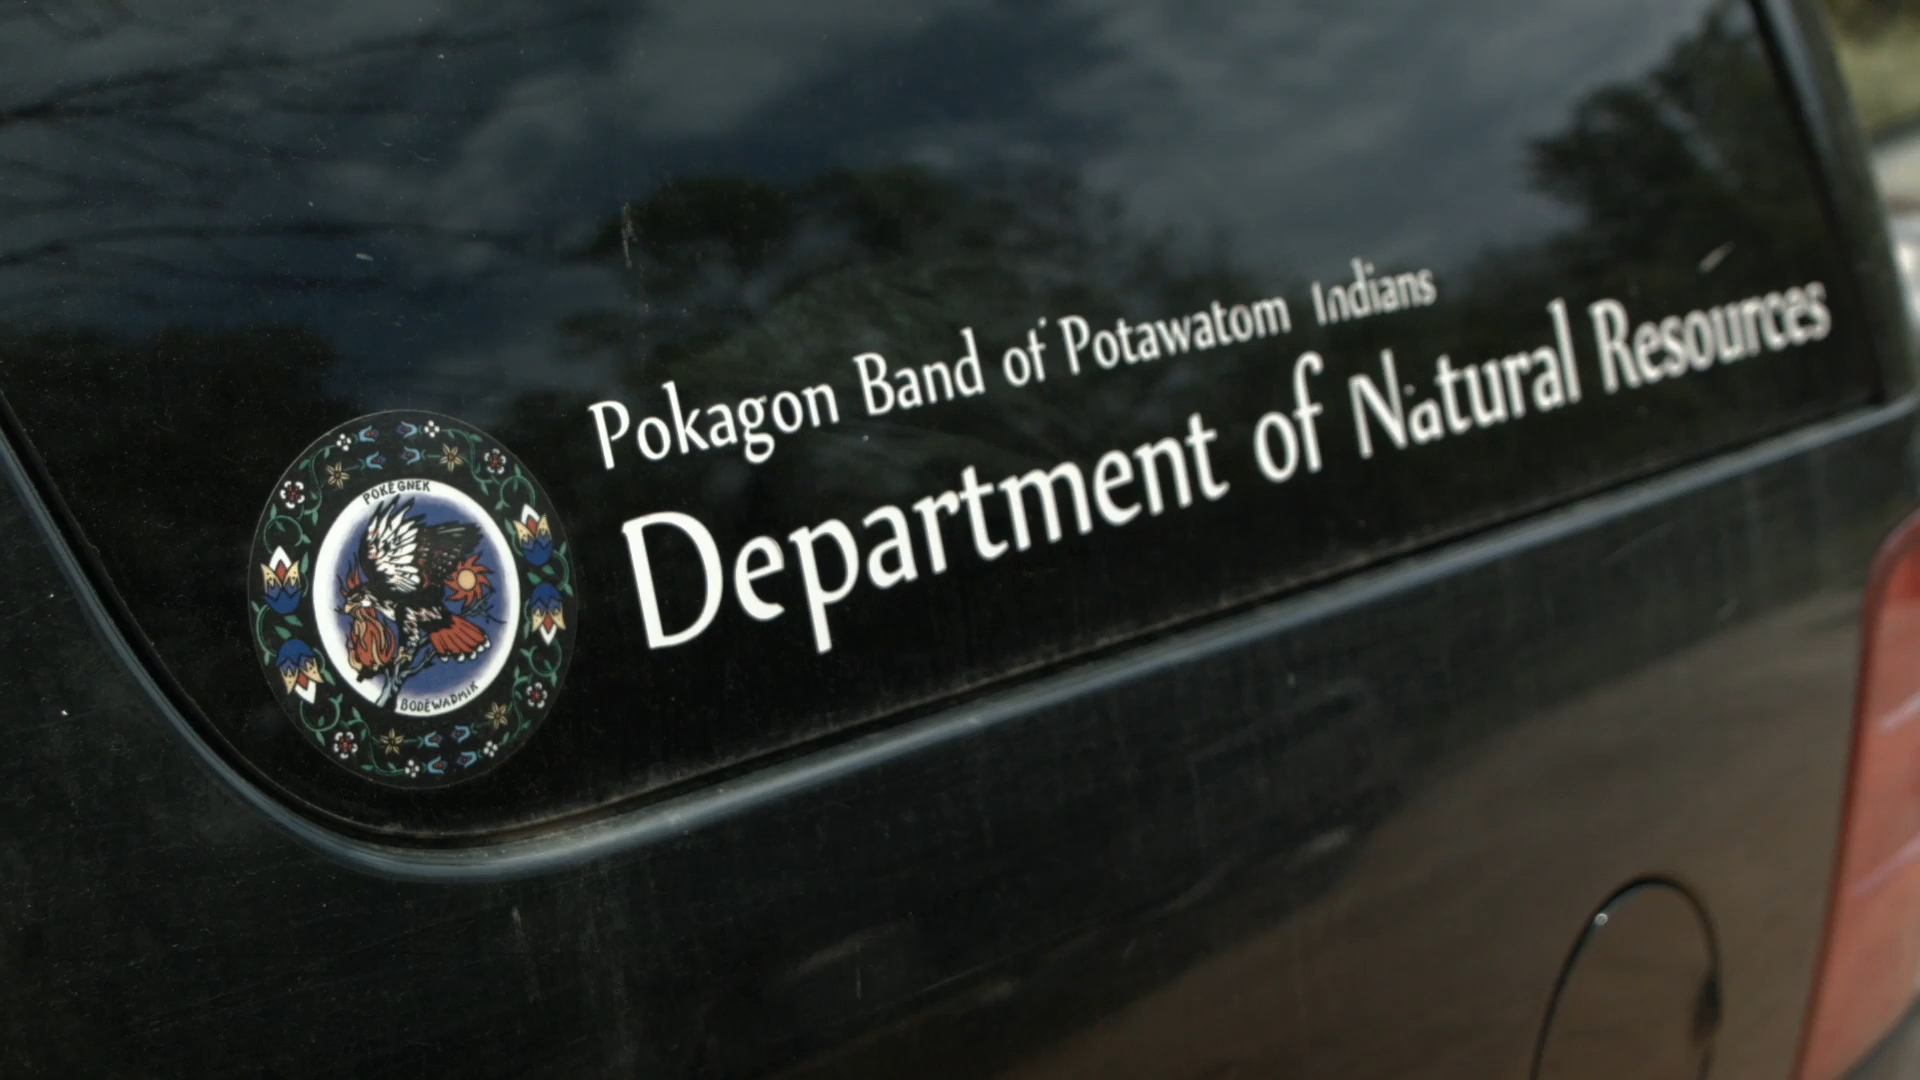 Pokagon Band of Potawatom Indians
Department of Natural Resources
POKÉGNEK
BODÉWADMIK